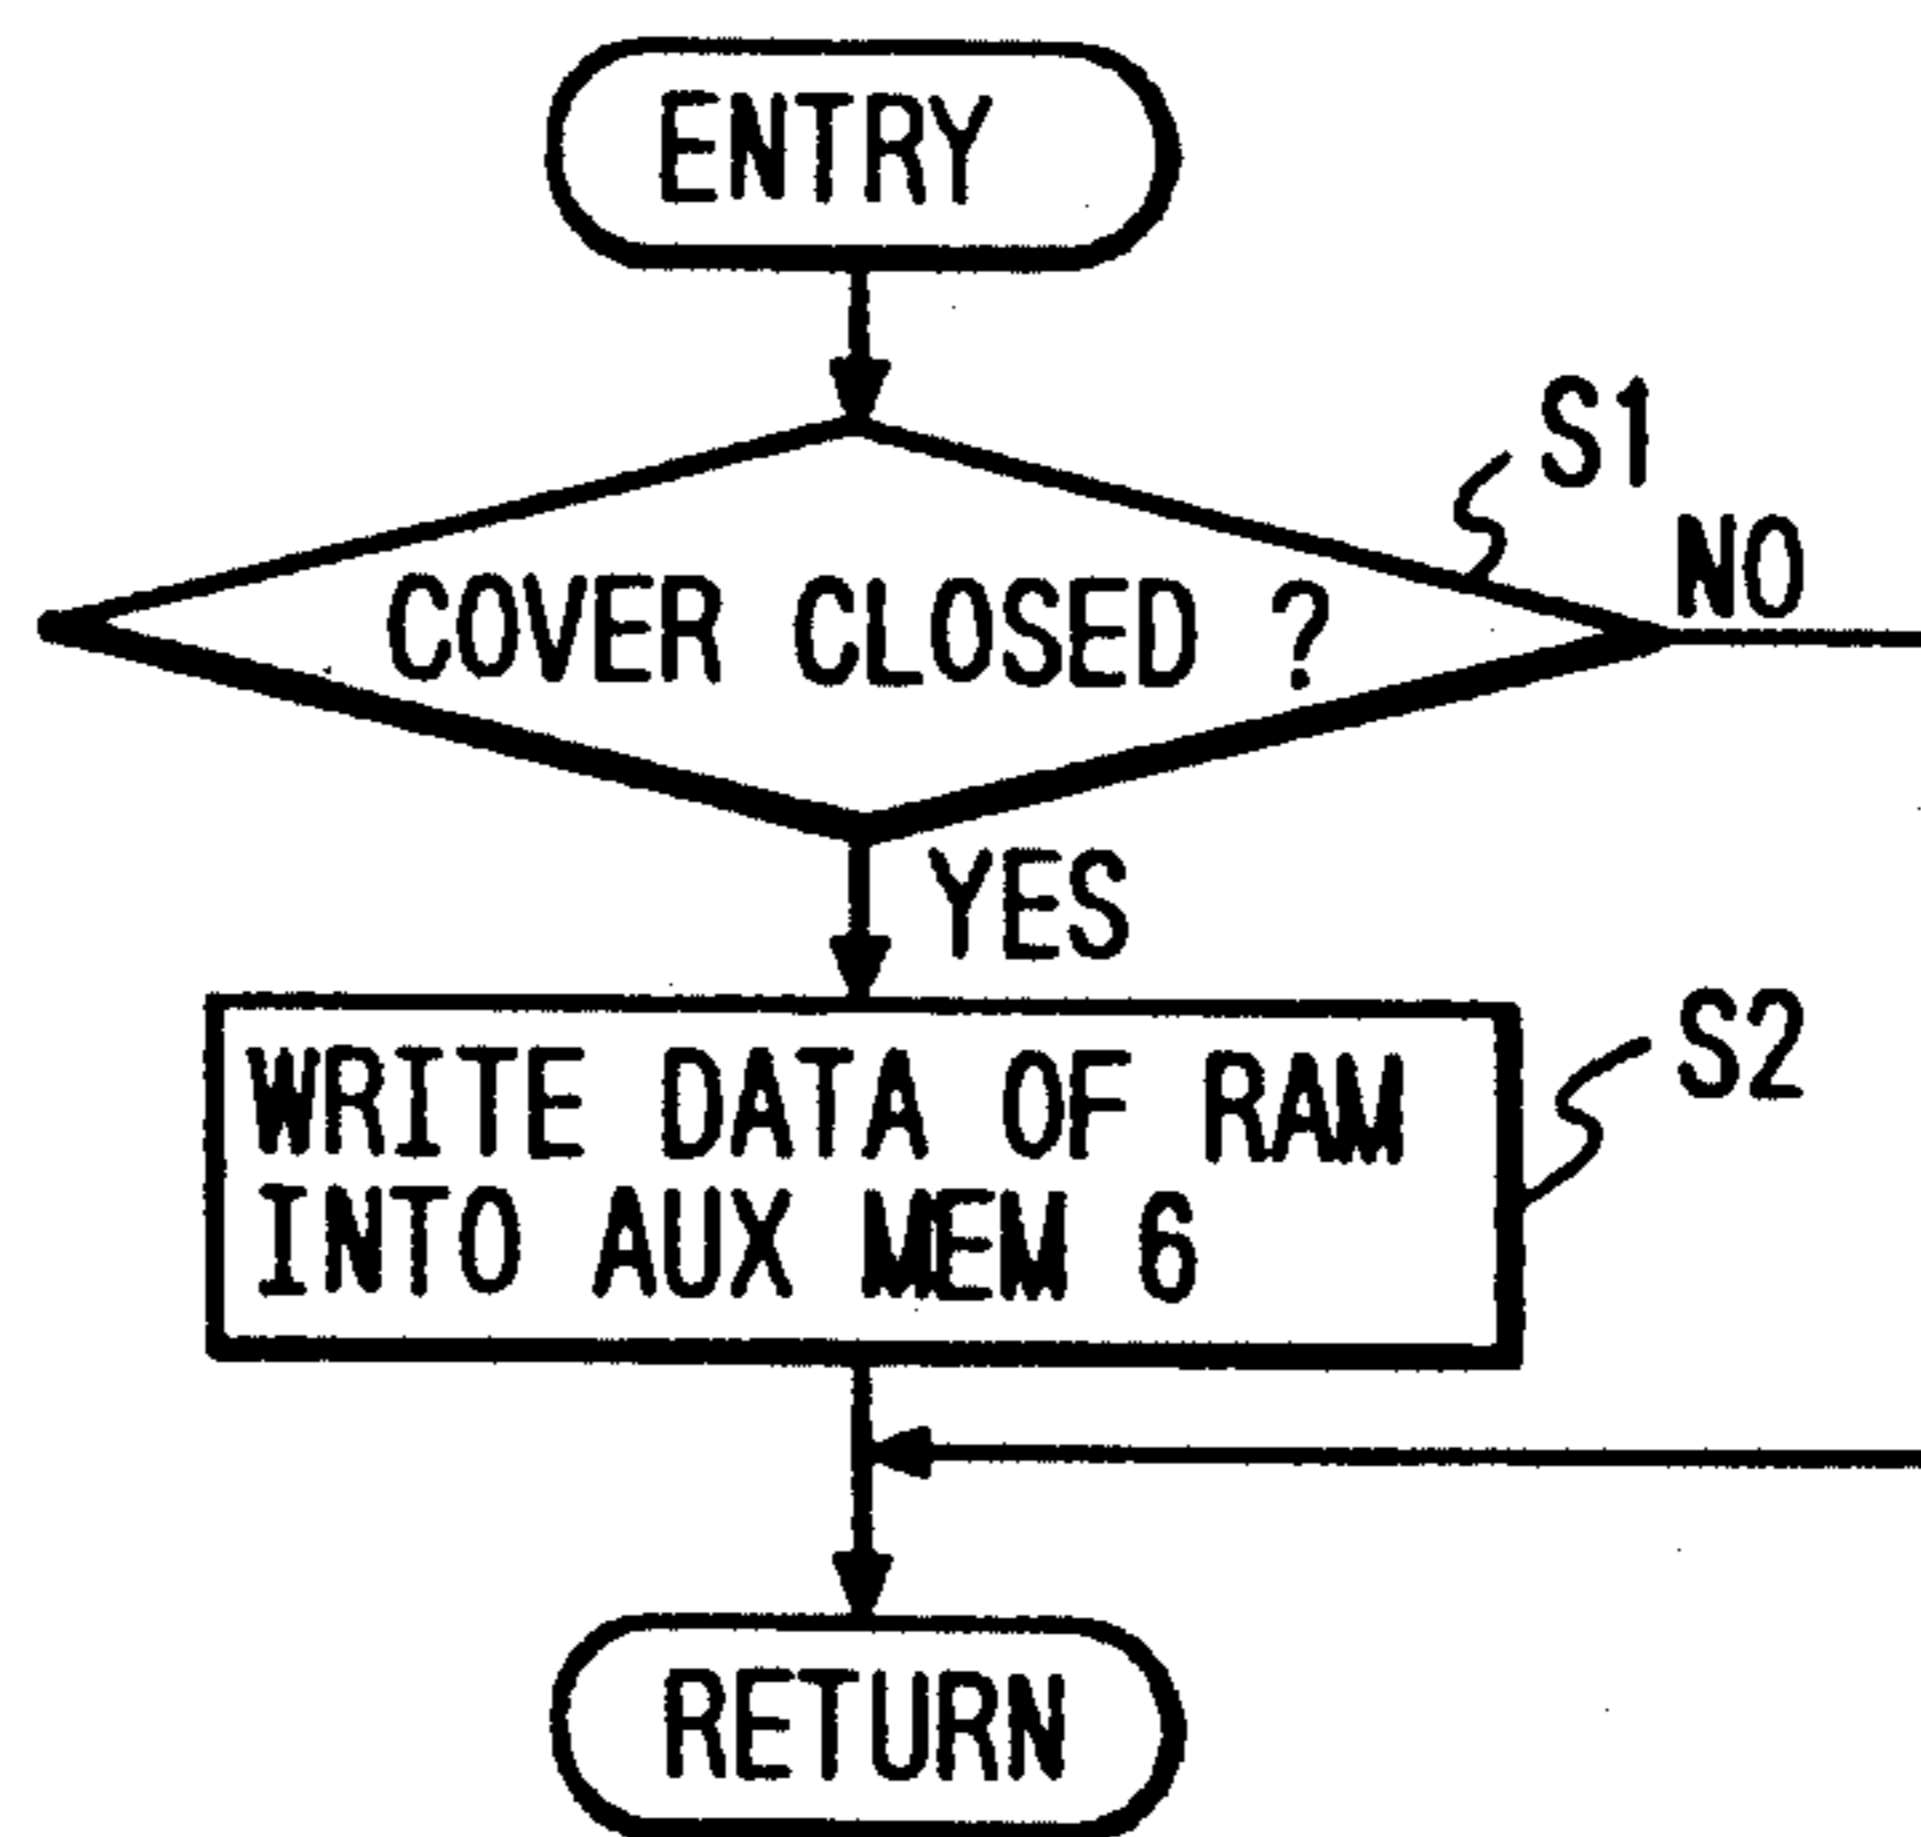 ENTRY
S1
NO
COVER CLOSED ?
YES
S2
WRITE DATA OF RAM
INTO AUX MEM 6
RETURN